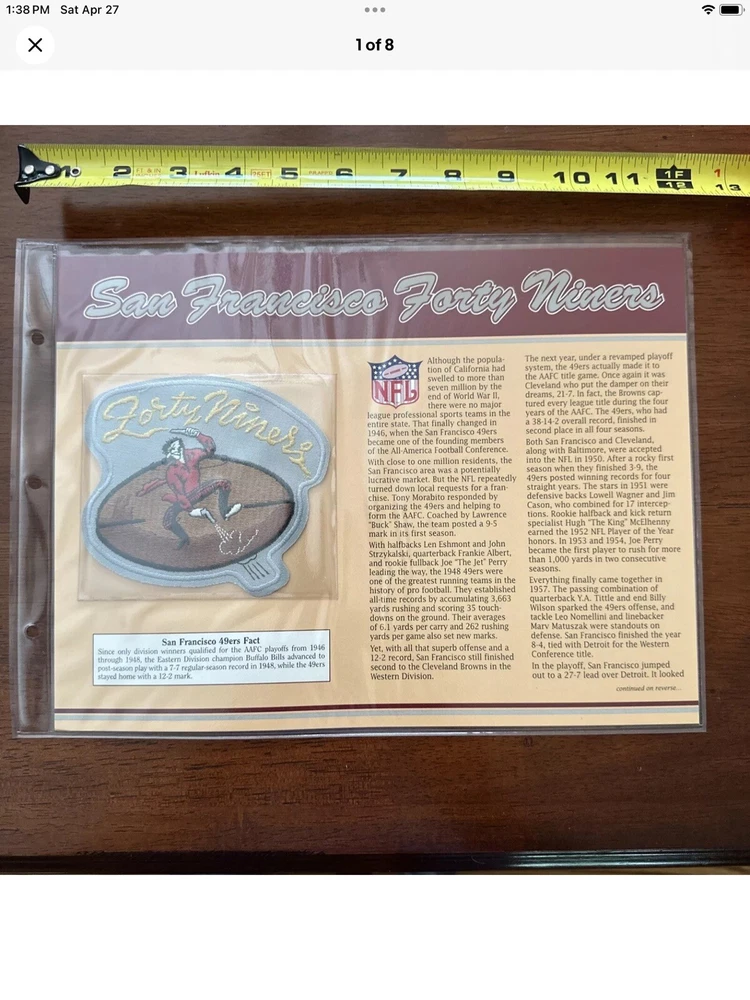 1:38 PM Sat Apr 27
1 of 8
2 3 4 5 6 7 8 9 10 11 1F 1
Lufkin 25FT 12 13
San Francisco Forty Niners
Forty Niners
NFL
Although the popula-
tion of California had
swelled to more than
seven million by the
end of World War II,
there were no major
league professional sports teams in the
entire state. That finally changed in
1946, when the San Francisco 49ers
became one of the founding members
of the All-America Football Conference.
With close to one million residents, the
San Francisco area was a potentially
lucrative market. But the NFL repeatedly
turned down local requests for a fran-
chise. Tony Morabito responded by
organizing the 49ers and helping to
form the AAFC. Coached by Lawrence
"Buck" Shaw, the team posted a 9-5
mark in its first season.
With halfbacks Len Eshmont and John
Strzykalski, quarterback Frankie Albert,
and rookie fullback Joe "The Jet" Perry
leading the way, the 1948 49ers were
one of the greatest running teams in the
history of pro football. They established
all-time records by accumulating 3,663
yards rushing and scoring 35 touch-
downs on the ground. Their averages
of 6.1 yards per carry and 262 rushing
yards per game also set new marks.
Yet, with all that superb offense and a
12-2 record, San Francisco still finished
second to the Cleveland Browns in the
Western Division.
The next year, under a revamped playoff
system, the 49ers actually made it to
the AAFC title game. Once again it was
Cleveland who put the damper on their
dreams, 21-7. In fact, the Browns cap-
tured every league title during the four
years of the AAFC. The 49ers, who had
a 38-14-2 overall record, finished in
second place in all four seasons.
Both San Francisco and Cleveland,
along with Baltimore, were accepted
into the NFL in 1950. After a rocky first
season when they finished 3-9, the
49ers posted winning records for four
straight years. The stars in 1951 were
defensive backs Lowell Wagner and Jim
Cason, who combined for 17 intercep-
tions. Rookie halfback and kick return
specialist Hugh "The King" McElhenny
earned the 1952 NFL Player of the Year
honors. In 1953 and 1954, Joe Perry
became the first player to rush for more
than 1,000 yards in two consecutive
seasons.
Everything finally came together in
1957. The passing combination of
quarterback Y.A. Tittle and end Billy
Wilson sparked the 49ers offense, and
tackle Leo Nomellini and linebacker
Marv Matuszak were standouts on
defense. San Francisco finished the year
8-4, tied with Detroit for the Western
Conference title.
In the playoff, San Francisco jumped
out to a 27-7 lead over Detroit. It looked
continued on reverse...
San Francisco 49ers Fact
Since only division winners qualified for the AAFC playoffs from 1946
through 1948, the Eastern Division champion Buffalo Bills advanced to
post-season play with a 7-7 regular-season record in 1948, while the 49ers
stayed home with a 12-2 mark.